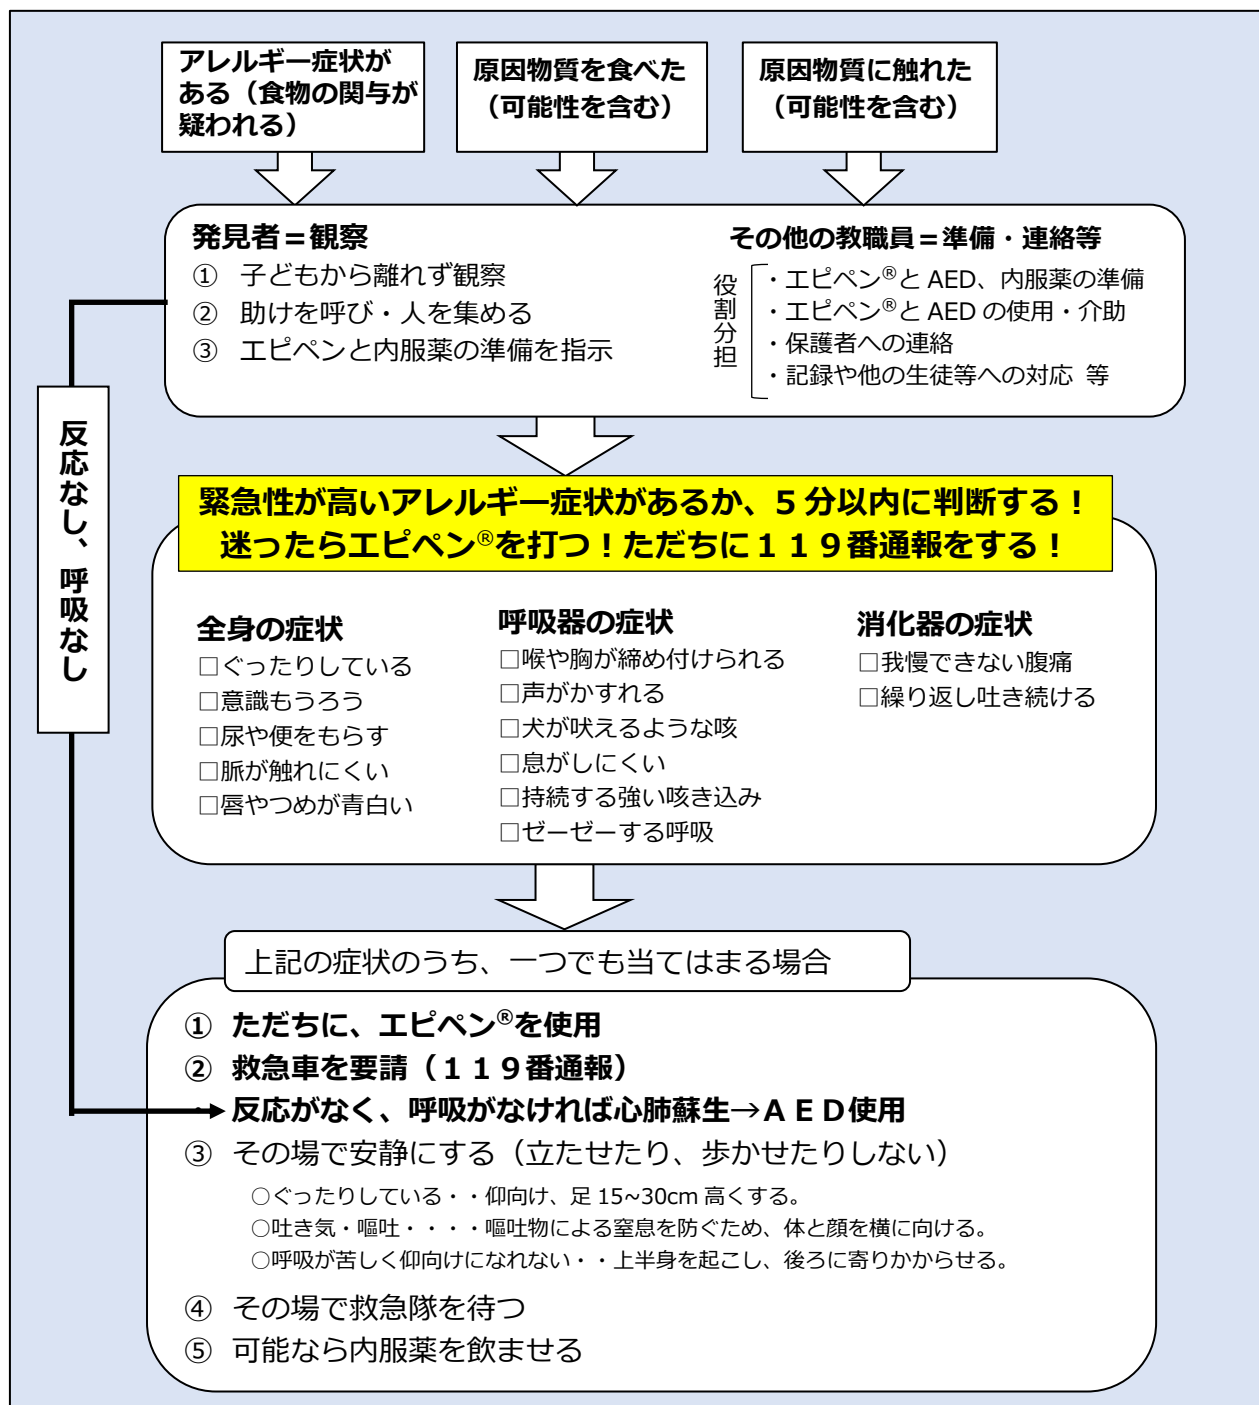 アレルギー症状が
ある（食物の関与が
疑われる）
原因物質を食べた
（可能性を含む）
原因物質に触れた
（可能性を含む）
発見者＝観察
① 子どもから離れず観察
② 助けを呼び・人を集める
③ エピペンと内服薬の準備を指示
その他の教職員＝準備・連絡等
役割分担
・エピペン®とAED、内服薬の準備
・エピペン®とAEDの使用・介助
・保護者への連絡
・記録や他の生徒等への対応 等
反応なし、呼吸なし
緊急性が高いアレルギー症状があるか、5分以内に判断する！
迷ったらエピペン®を打つ！ただちに１１９番通報をする！
全身の症状
□ぐったりしている
□意識もうろう
□尿や便をもらす
□脈が触れにくい
□唇やつめが青白い
呼吸器の症状
□喉や胸が締め付けられる
□声がかすれる
□犬が吠えるような咳
□息がしにくい
□持続する強い咳き込み
□ゼーゼーする呼吸
消化器の症状
□我慢できない腹痛
□繰り返し吐き続ける
上記の症状のうち、一つでも当てはまる場合
① ただちに、エピペン®を使用
② 救急車を要請（１１９番通報）
反応がなく、呼吸がなければ心肺蘇生→ＡＥＤ使用
③ その場で安静にする（立たせたり、歩かせたりしない）
○ぐったりしている・・仰向け、足15~30cm高くする。
○吐き気・嘔吐・・・・嘔吐物による窒息を防ぐため、体と顔を横に向ける。
○呼吸が苦しく仰向けになれない・・上半身を起こし、後ろに寄りかからせる。
④ その場で救急隊を待つ
⑤ 可能なら内服薬を飲ませる